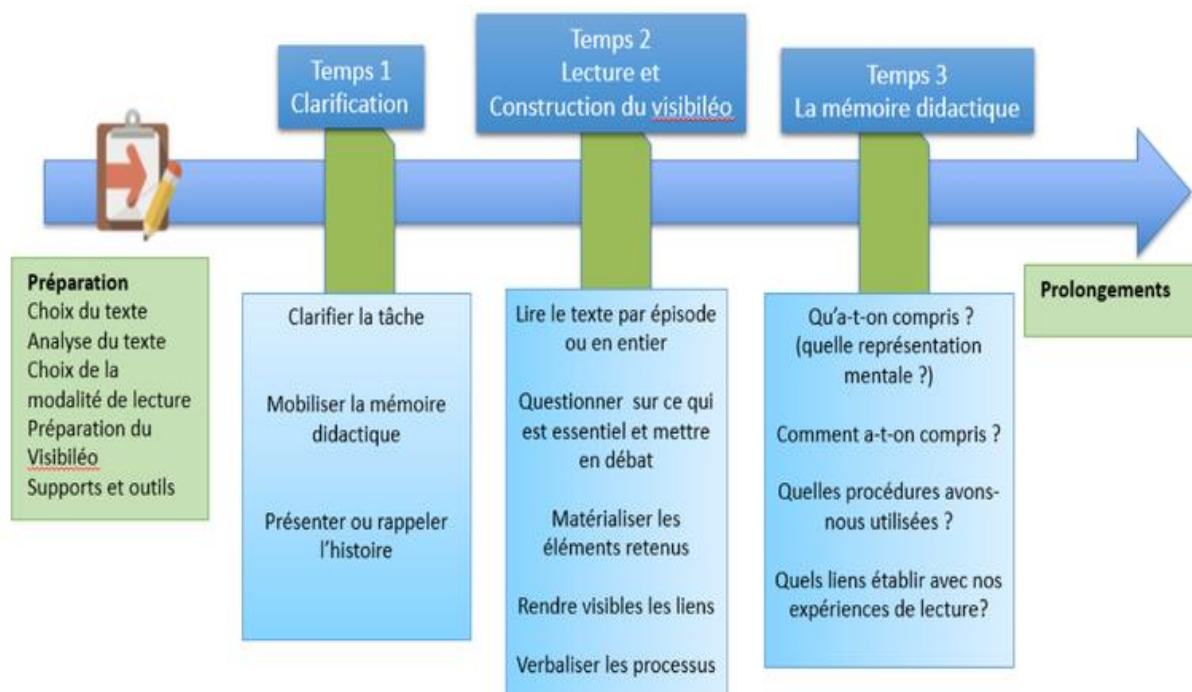 Temps 1
Clarification
Temps 2
Lecture et
Construction du visibiléo
Temps 3
La mémoire didactique
Préparation
Choix du texte
Analyse du texte
Choix de la
modalité de lecture
Préparation du
Visibiléo
Supports et outils
Clarifier la tâche
Mobiliser la mémoire
didactique
Présenter ou rappeler
l’histoire
Lire le texte par épisode
ou en entier
Questionner sur ce qui
est essentiel et mettre
en débat
Matérialiser les
éléments retenus
Rendre visibles les liens
Verbaliser les processus
Qu’a-t-on compris ?
(quelle représentation
mentale ?)
Comment a-t-on compris ?
Quelles procédures avons-
nous utilisées ?
Quels liens établir avec nos
expériences de lecture?
Prolongements